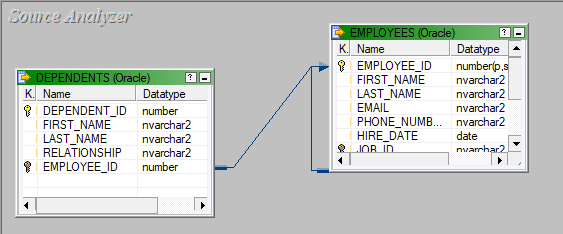 Source Analyzer
DEPENDENTS (Oracle)
K. Name Datatype
DEPENDENT_ID number
FIRST_NAME nvarchar2
LAST_NAME nvarchar2
RELATIONSHIP nvarchar2
EMPLOYEE_ID number
EMPLOYEES (Oracle)
K. Name Datatype
EMPLOYEE_ID number(p,s
FIRST_NAME nvarchar2
LAST_NAME nvarchar2
EMAIL nvarchar2
PHONE_NUMB... nvarchar2
HIRE_DATE date
JOB_ID nvarchar2